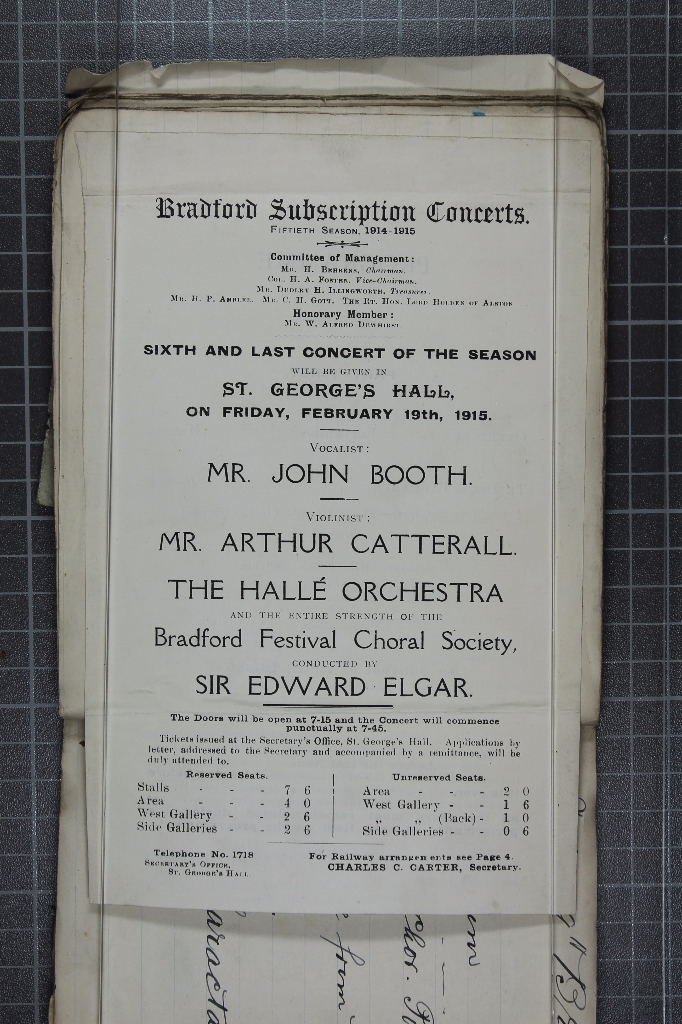 Bradford Subscription Concerts.
FIFTIETH SEASON, 1914-1915
Committee of Management:
MR. H. BEHRENS, Chairman.
COL. H. A. FOSTER, Vice-Chairman.
MR. DUDLEY H. ILLINGWORTH, Treasurer.
MR. H. P. AMBLER. MR. C. H. GOTT. THE RT. HON. LORD HOLDEN OF ALSTON
Honorary Member:
MR. W. ALFRED DEWHIRST.
SIXTH AND LAST CONCERT OF THE SEASON
WILL BE GIVEN IN
ST. GEORGE'S HALL,
ON FRIDAY, FEBRUARY 19th, 1915.
VOCALIST:
MR. JOHN BOOTH.
VIOLINIST:
MR. ARTHUR CATTERALL.
THE HALLÉ ORCHESTRA
AND THE ENTIRE STRENGTH OF THE
Bradford Festival Choral Society,
CONDUCTED BY
SIR EDWARD ELGAR.
The Doors will be open at 7-15 and the Concert will commence
punctually at 7-45.
Tickets issued at the Secretary's Office, St. George's Hall. Applications by
letter, addressed to the Secretary and accompanied by a remittance, will be
duly attended to.
Reserved Seats.
Stalls - - - 7 6
Area - - - 4 0
West Gallery - - 2 6
Side Galleries - - 2 6
Unreserved Seats.
Area - - - 2 0
West Gallery - - 1 6
„ „ (Back) - 1 0
Side Galleries - - 0 6
Telephone No. 1718
SECRETARY'S OFFICE,
ST. GEORGE'S HALL.
For Railway arrangements see Page 4.
CHARLES C. CARTER, Secretary.
from